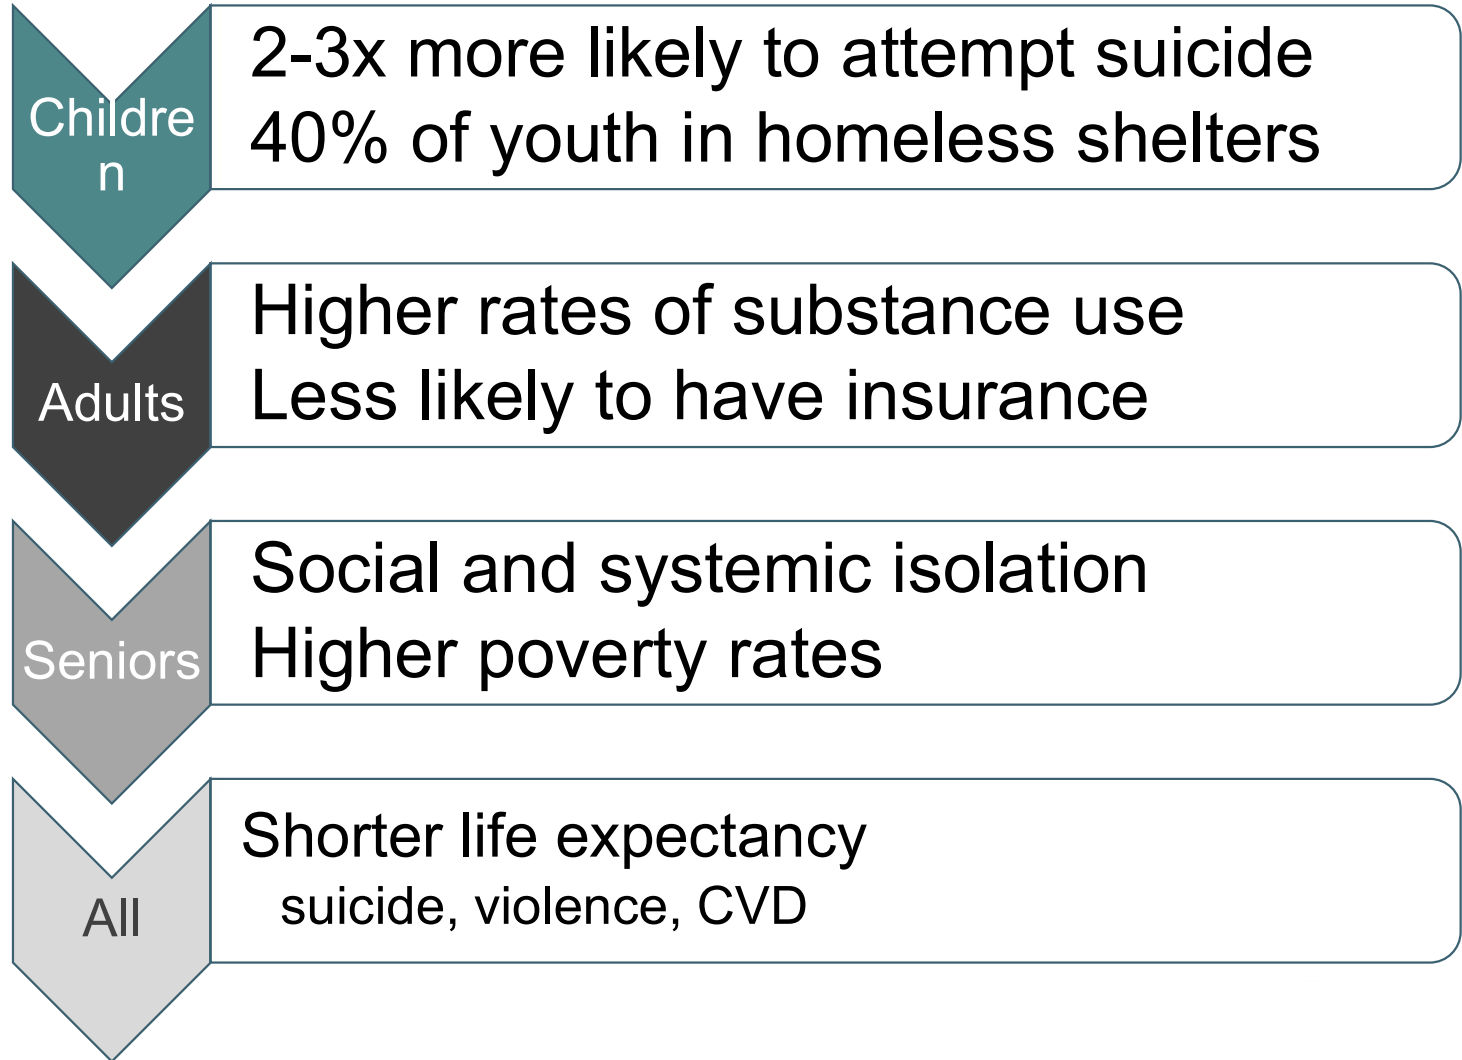 Childre
n
2-3x more likely to attempt suicide
40% of youth in homeless shelters
Adults
Higher rates of substance use
Less likely to have insurance
Seniors
Social and systemic isolation
Higher poverty rates
All
Shorter life expectancy
suicide, violence, CVD